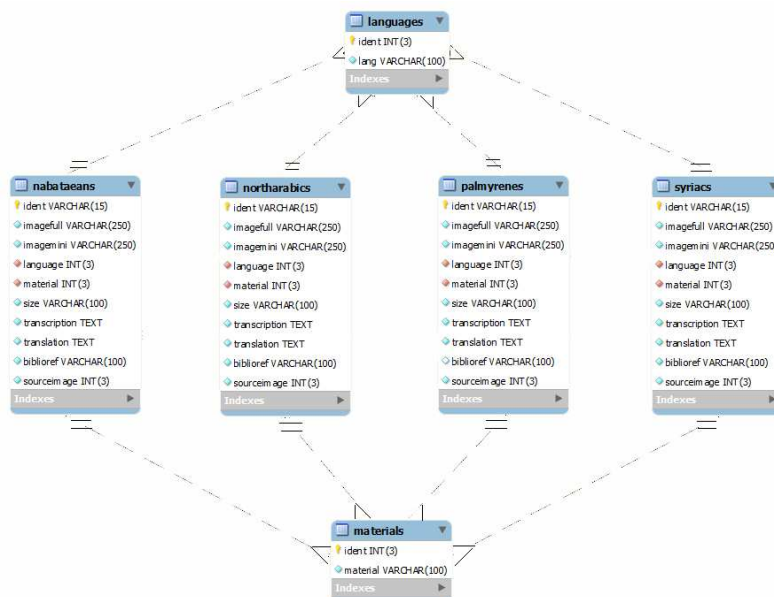 languages
ident INT(3)
lang VARCHAR(100)
Indexes
nabataeans
ident VARCHAR(15)
imagefull VARCHAR(250)
imagemini VARCHAR(250)
language INT(3)
material INT(3)
size VARCHAR(100)
transcription TEXT
translation TEXT
biblioref VARCHAR(100)
sourceimage INT(3)
Indexes
northarabics
ident VARCHAR(15)
imagefull VARCHAR(250)
imagemini VARCHAR(250)
language INT(3)
material INT(3)
size VARCHAR(100)
transcription TEXT
translation TEXT
biblioref VARCHAR(100)
sourceimage INT(3)
Indexes
palmyrenes
ident VARCHAR(15)
imagefull VARCHAR(250)
imagemini VARCHAR(250)
language INT(3)
material INT(3)
size VARCHAR(100)
transcription TEXT
translation TEXT
biblioref VARCHAR(100)
sourceimage INT(3)
Indexes
syriacs
ident VARCHAR(15)
imagefull VARCHAR(250)
imagemini VARCHAR(250)
language INT(3)
material INT(3)
size VARCHAR(100)
transcription TEXT
translation TEXT
biblioref VARCHAR(100)
sourceimage INT(3)
Indexes
materials
ident INT(3)
material VARCHAR(100)
Indexes